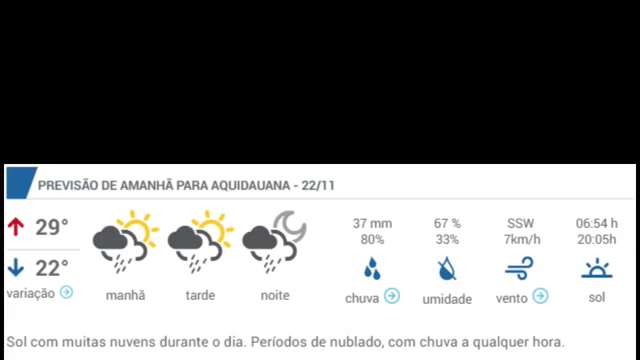 PREVISÃO DE AMANHÃ PARA AQUIDAUANA - 22/11
29°
22°
variação
manhã
tarde
noite
37 mm
80%
chuva
67 %
33%
umidade
SSW
7km/h
vento
06:54 h
20:05h
sol
Sol com muitas nuvens durante o dia. Períodos de nublado, com chuva a qualquer hora.